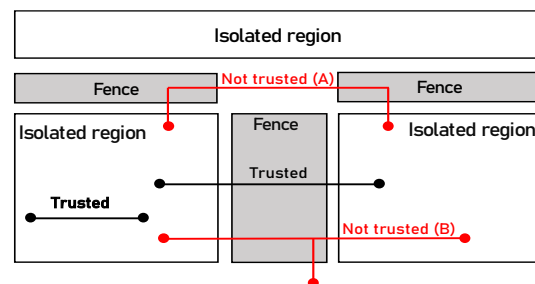 Isolated region
Not trusted (A)
Fence
Fence
Isolated region
Fence
Isolated region
Trusted
Trusted
Not trusted (B)